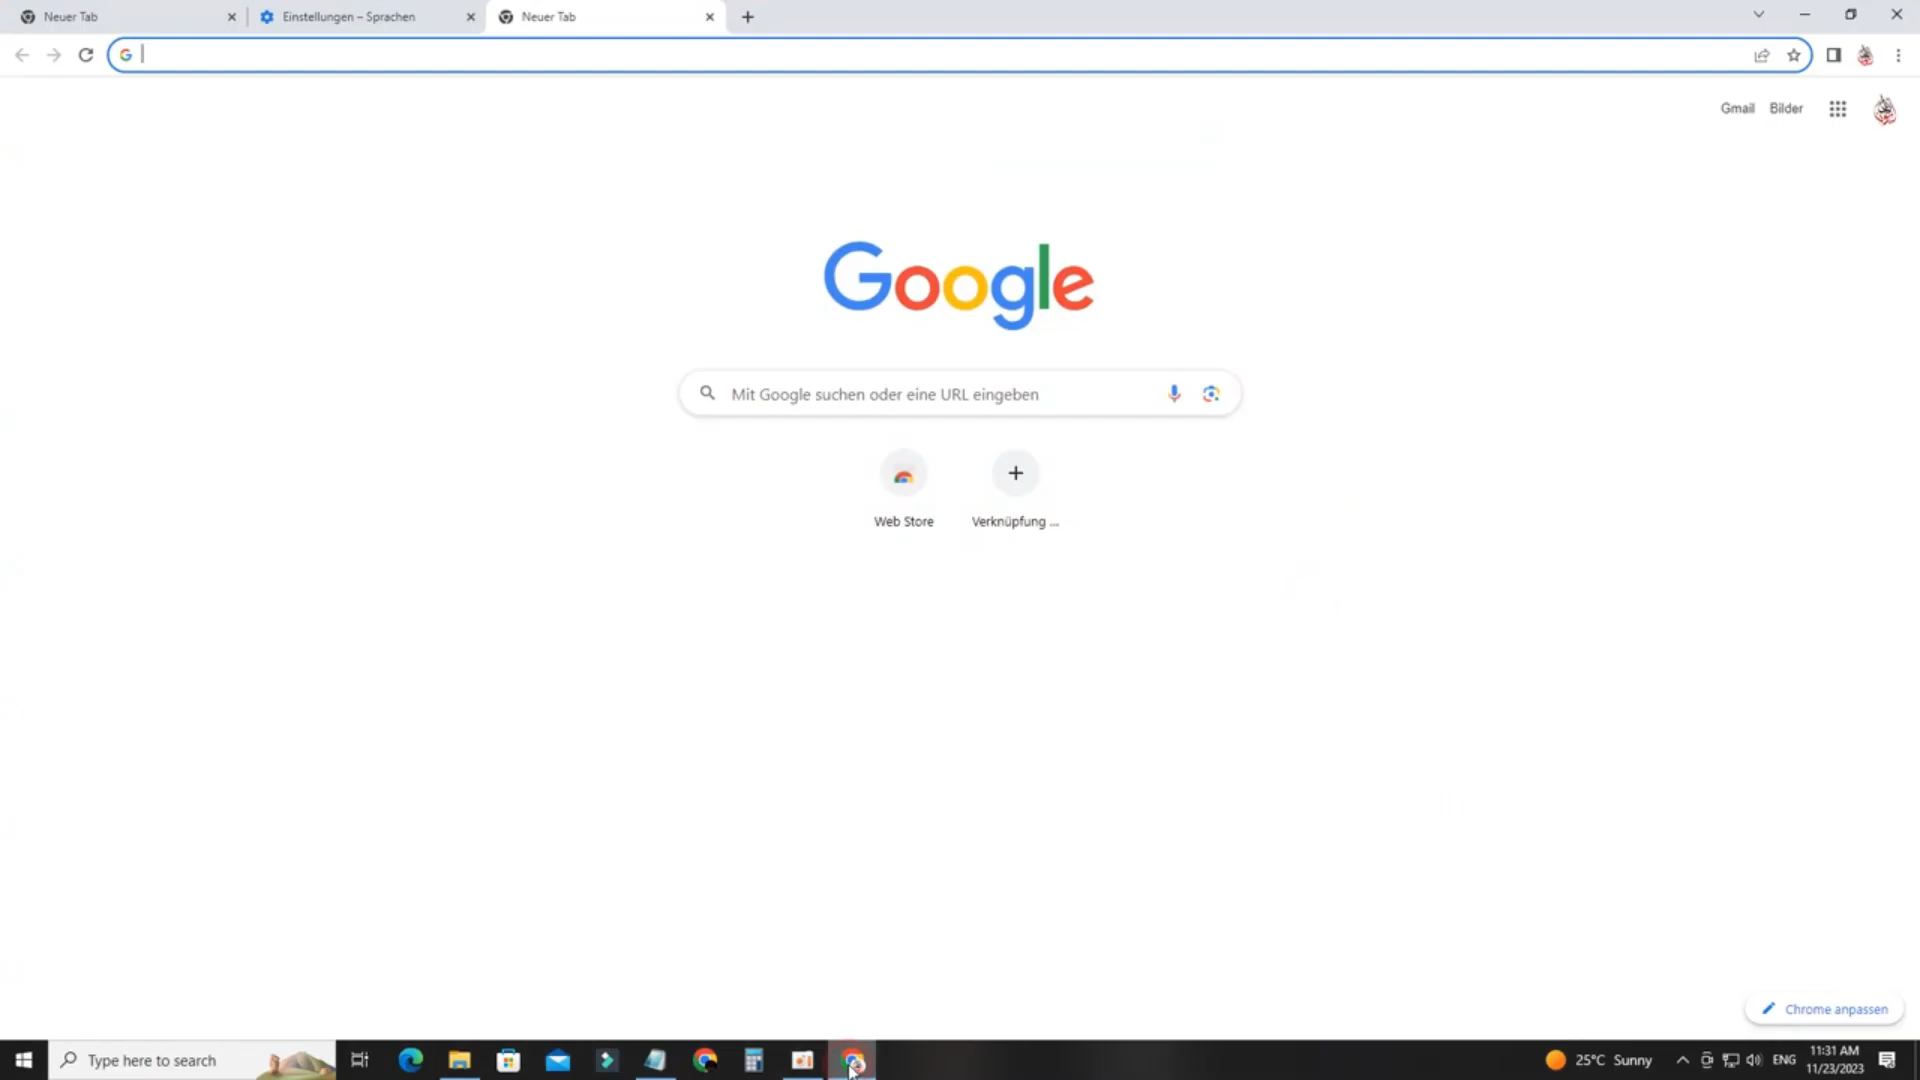 Neuer Tab
Einstellungen – Sprachen
Neuer Tab
Gmail
Bilder
Google
Mit Google suchen oder eine URL eingeben
Web Store
Verknüpfung ...
Chrome anpassen
Type here to search
25°C Sunny
ENG
11:31 AM
11/23/2023